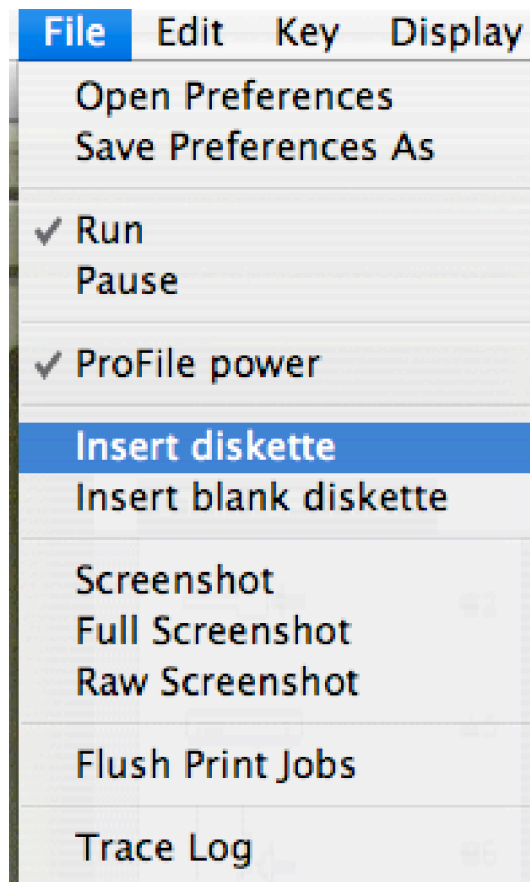 File Edit Key Display
Open Preferences
Save Preferences As
Run
Pause
ProFile power
Insert diskette
Insert blank diskette
Screenshot
Full Screenshot
Raw Screenshot
Flush Print Jobs
Trace Log